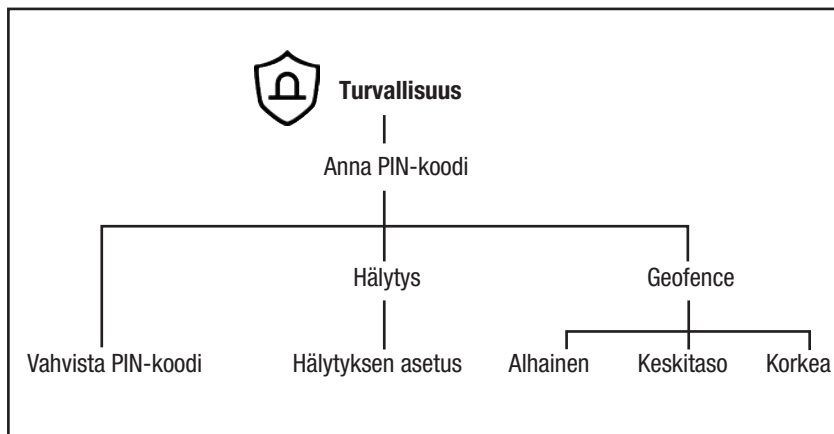 Turvallisuus
Anna PIN-koodi
Hälytys
Geofence
Vahvista PIN-koodi
Hälytyksen asetus
Alhainen
Keskitaso
Korkea